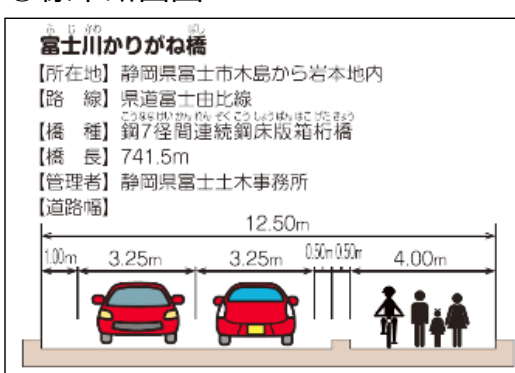 富士川かりがね橋
【所在地】静岡県富士市木島から岩本地内
【路　線】県道富士由比線
【橋　種】鋼7径間連続鋼床版箱桁橋
【橋　長】741.5m
【管理者】静岡県富士土木事務所
【道路幅】
12.50m
1.00m 3.25m 3.25m 0.50m 0.50m 4.00m